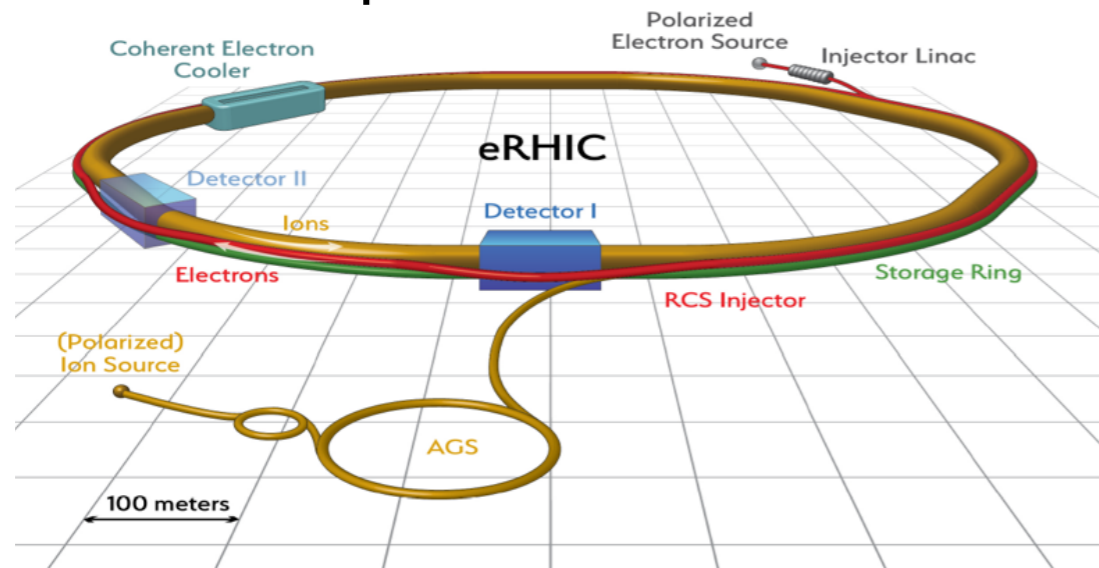 Polarized
Electron Source
Injector Linac
Coherent Electron
Cooler
eRHIC
Detector II
Detector I
Ions
Electrons
Storage Ring
RCS Injector
(Polarized)
Ion Source
AGS
100 meters